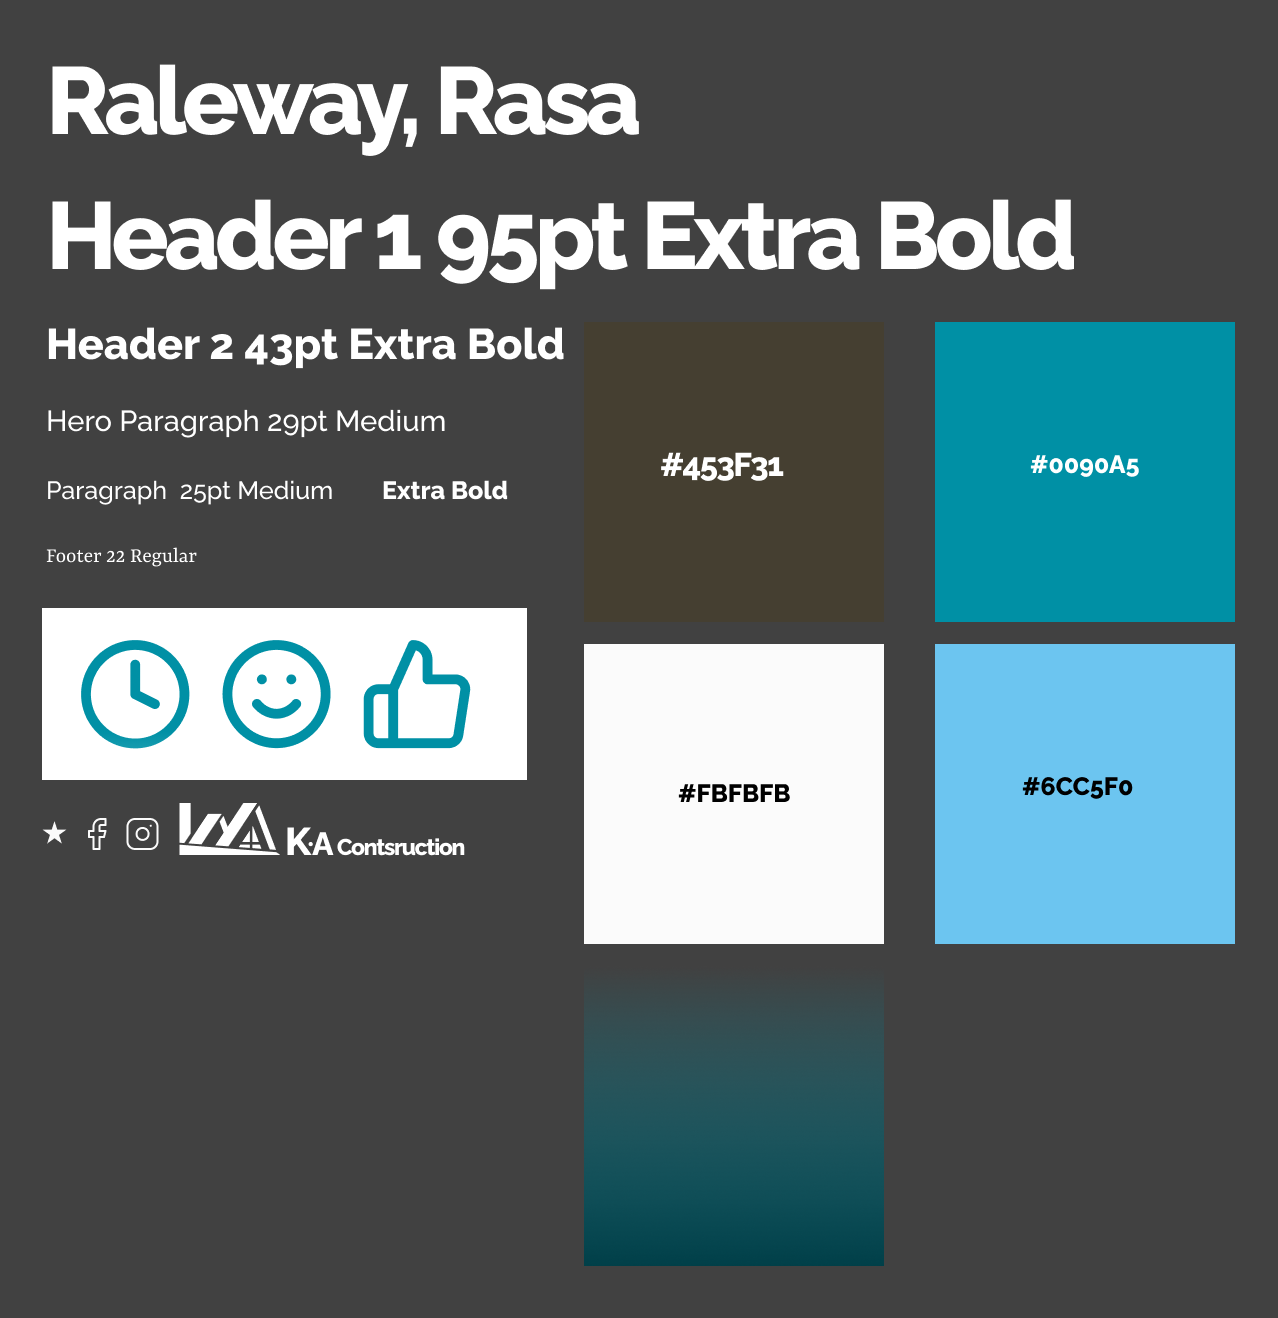 Raleway, Rasa
Header 1 95pt Extra Bold
Header 2 43pt Extra Bold
Hero Paragraph 29pt Medium
Paragraph  25pt Medium
Extra Bold
Footer 22 Regular
#453F31
#0090A5
#FBFBFB
#6CC5F0
K·A Contsruction